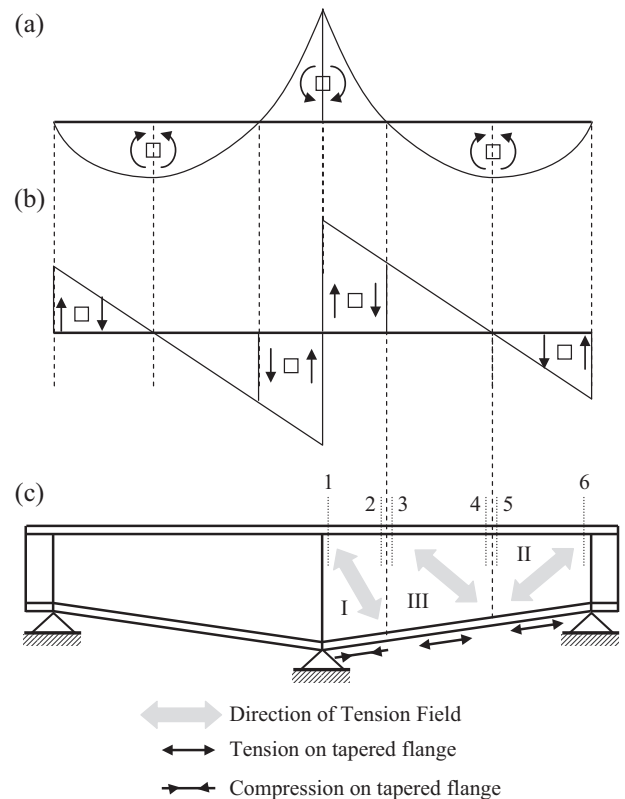 (a)
(b)
(c)
1
2
3
4
5
6
I
III
II
Direction of Tension Field
Tension on tapered flange
Compression on tapered flange